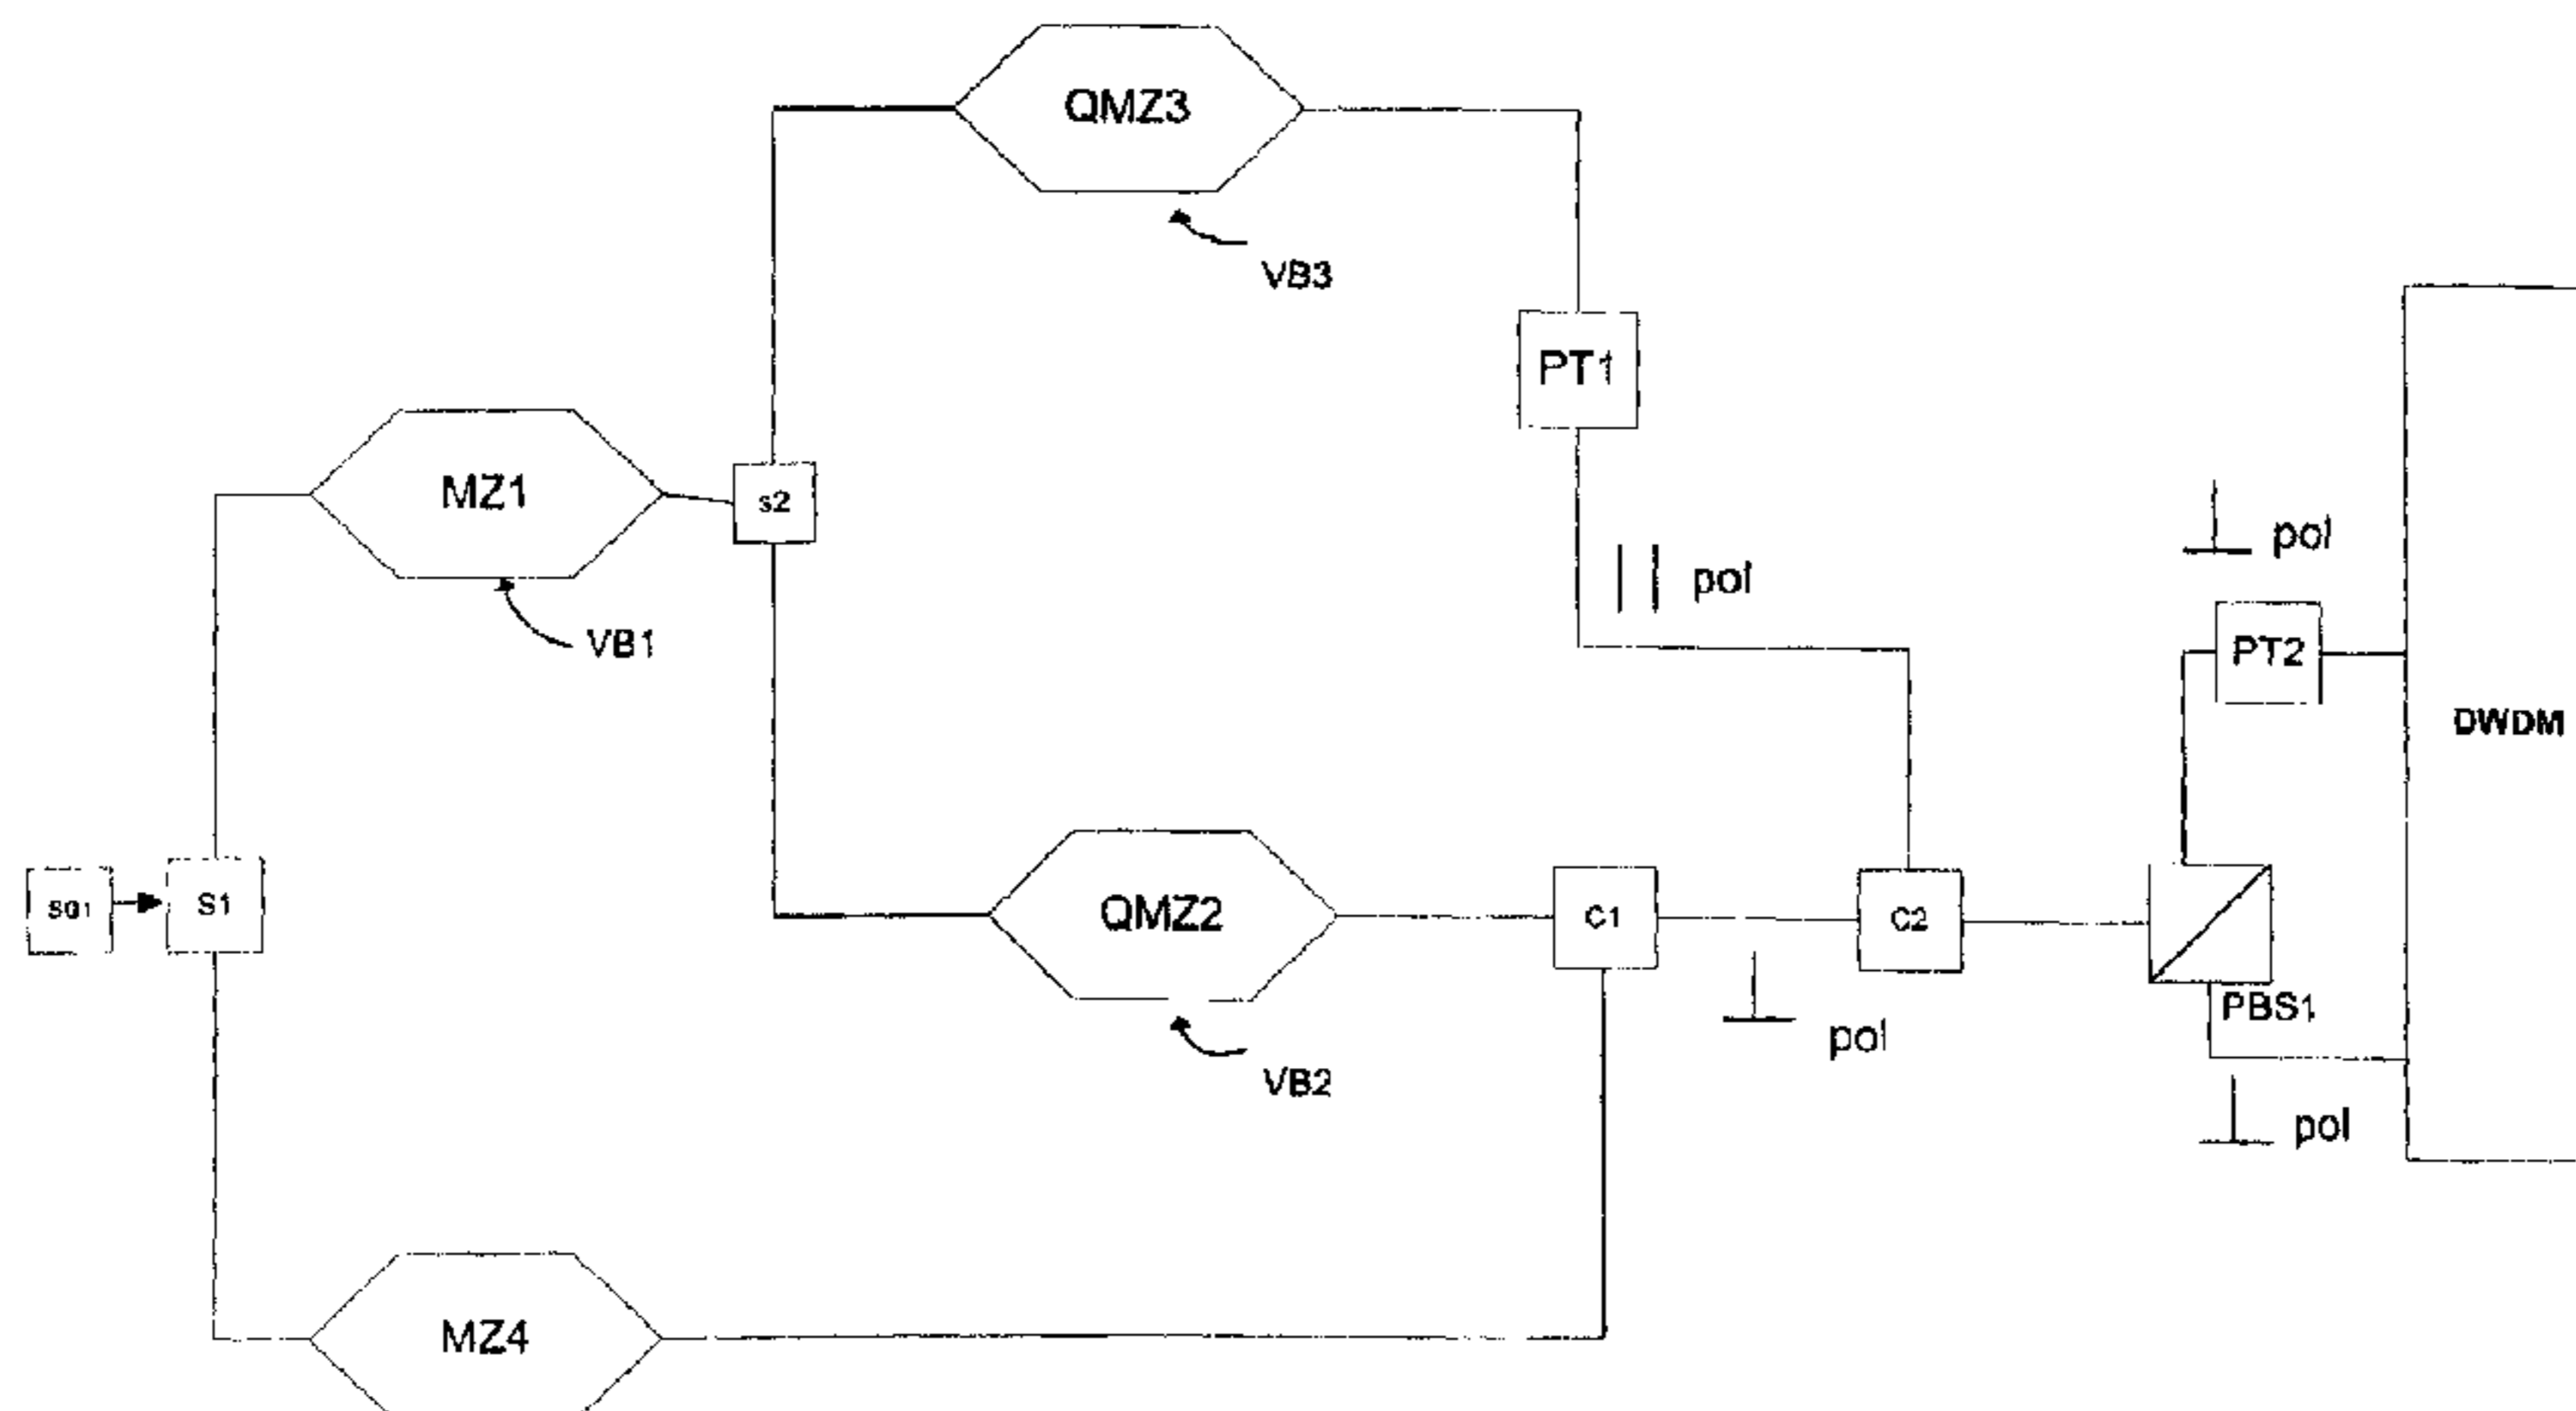 QMZ3
VB3
PT1
MZ1
s2
pol
pol
VB1
PT2
DWDM
S1
QMZ2
C1
C2
PBS1
pol
VB2
pol
MZ4